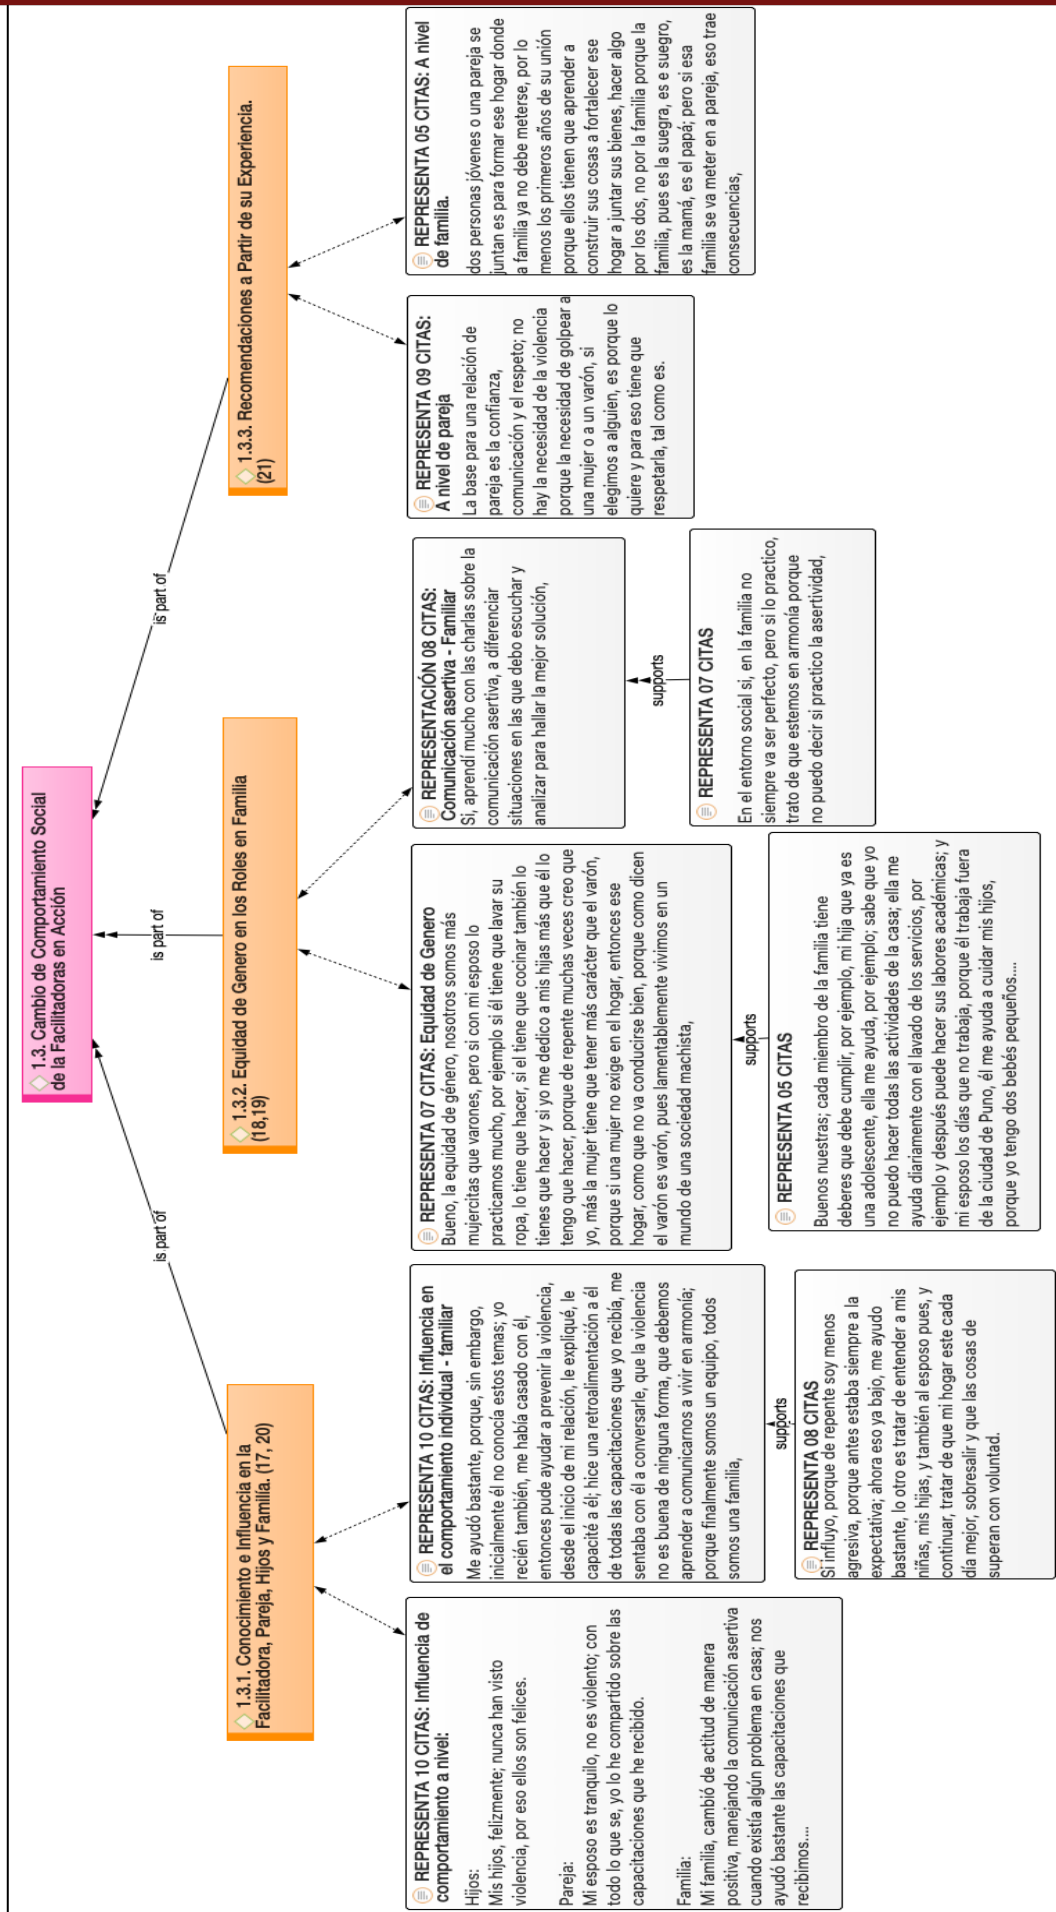 1.3. Cambio de Comportamiento Social
de la Facilitadoras en Acción
is part of
is part of
is part of
1.3.1. Conocimiento e Influencia en la
Facilitadora, Pareja, Hijos y Familía. (17, 20)
1.3.2. Equidad de Genero en los Roles en Familia
(18,19)
1.3.3. Recomendaciones a Partir de su Experiencia.
(21)
REPRESENTA 10 CITAS: Influencia de
comportamiento a nivel:
Hijos:
Mis hijos, felizmente; nunca han visto
violencia, por eso ellos son felices.
Pareja:
Mi esposo es tranquilo, no es violento; con
todo lo que se, yo lo he compartido sobre las
capacitaciones que he recibido.
Familia:
Mi familia, cambió de actitud de manera
positiva, manejando la comunicación asertiva
cuando existía algún problema en casa; nos
ayudó bastante las capacitaciones que
recibimos....
REPRESENTA 10 CITAS: Influencia en
el comportamiento individual - familiar
Me ayudó bastante, porque, sin embargo,
inicialmente él no conocía estos temas; yo
recién también, me había casado con él,
entonces pude ayudar a prevenir la violencia,
desde el inicio de mi relación, le expliqué, le
capacité a él; hice una retroalimentación a él
de todas las capacitaciones que yo recibía, me
sentaba con él a conversarle, que la violencia
no es buena de ninguna forma, que debemos
aprender a comunicarnos a vivir en armonía;
porque finalmente somos un equipo, todos
somos una familia,
supports
REPRESENTA 08 CITAS
Si influyo, porque de repente soy menos
agresiva, porque antes estaba siempre a la
expectativa; ahora eso ya bajo, me ayudo
bastante, lo otro es tratar de entender a mis
niñas, mis hijas, y también al esposo pues, y
continuar, tratar de que mi hogar este cada
día mejor, sobresalir y que las cosas de
superan con voluntad.
REPRESENTA 07 CITAS: Equidad de Genero
Bueno, la equidad de género, nosotros somos más
mujercitas que varones, pero si con mi esposo lo
practicamos mucho, por ejemplo si él tiene que lavar su
ropa, lo tiene que hacer, si el tiene que cocinar también lo
tienes que hacer y si yo me dedico a mis hijas más que él lo
tengo que hacer, porque de repente muchas veces creo que
yo, más la mujer tiene que tener más carácter que el varón,
porque si una mujer no exige en el hogar, entonces ese
hogar, como que no va conducirse bien, porque como dicen
el varón es varón, pues lamentablemente vivimos en un
mundo de una sociedad machista,
supports
REPRESENTA 05 CITAS
Buenos nuestras; cada miembro de la familia tiene
deberes que debe cumplir, por ejemplo, mi hija que ya es
una adolescente, ella me ayuda, por ejemplo; sabe que yo
no puedo hacer todas las actividades de la casa; ella me
ayuda diariamente con el lavado de los servicios, por
ejemplo y después puede hacer sus labores académicas; y
mi esposo los días que no trabaja, porque él trabaja fuera
de la ciudad de Puno, él me ayuda a cuidar mis hijos,
porque yo tengo dos bebés pequeños....
REPRESENTACIÓN 08 CITAS:
Comunicación asertiva - Familiar
Si, aprendí mucho con las charlas sobre la
comunicación asertiva, a diferenciar
situaciones en las que debo escuchar y
analizar para hallar la mejor solución,
supports
REPRESENTA 07 CITAS
En el entorno social si, en la familia no
siempre va ser perfecto, pero si lo practico,
trato de que estemos en armonía porque
no puedo decir si practico la asertividad,
REPRESENTA 09 CITAS:
A nivel de pareja
La base para una relación de
pareja es la confianza,
comunicación y el respeto; no
hay la necesidad de la violencia
porque la necesidad de golpear a
una mujer o a un varón, si
elegimos a alguien, es porque lo
quiere y para eso tiene que
respetarla, tal como es.
REPRESENTA 05 CITAS: A nivel
de familia.
dos personas jóvenes o una pareja se
juntan es para formar ese hogar donde
a familia ya no debe meterse, por lo
menos los primeros años de su unión
porque ellos tienen que aprender a
construir sus cosas a fortalecer ese
hogar a juntar sus bienes, hacer algo
por los dos, no por la familia porque la
familia, pues es la suegra, es e suegro,
es la mamá, es el papá; pero si esa
familia se va meter en a pareja, eso trae
consecuencias,